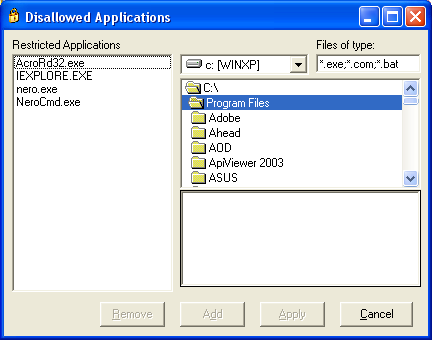 Disallowed Applications
Restricted Applications
AcroRd32.exe
IEXPLORE.EXE
nero.exe
NeroCmd.exe
c: [WINXP]
Files of type:
*.exe;*.com;*.bat
C:\
Program Files
Adobe
Ahead
AOD
ApiViewer 2003
ASUS
Remove
Add
Apply
Cancel